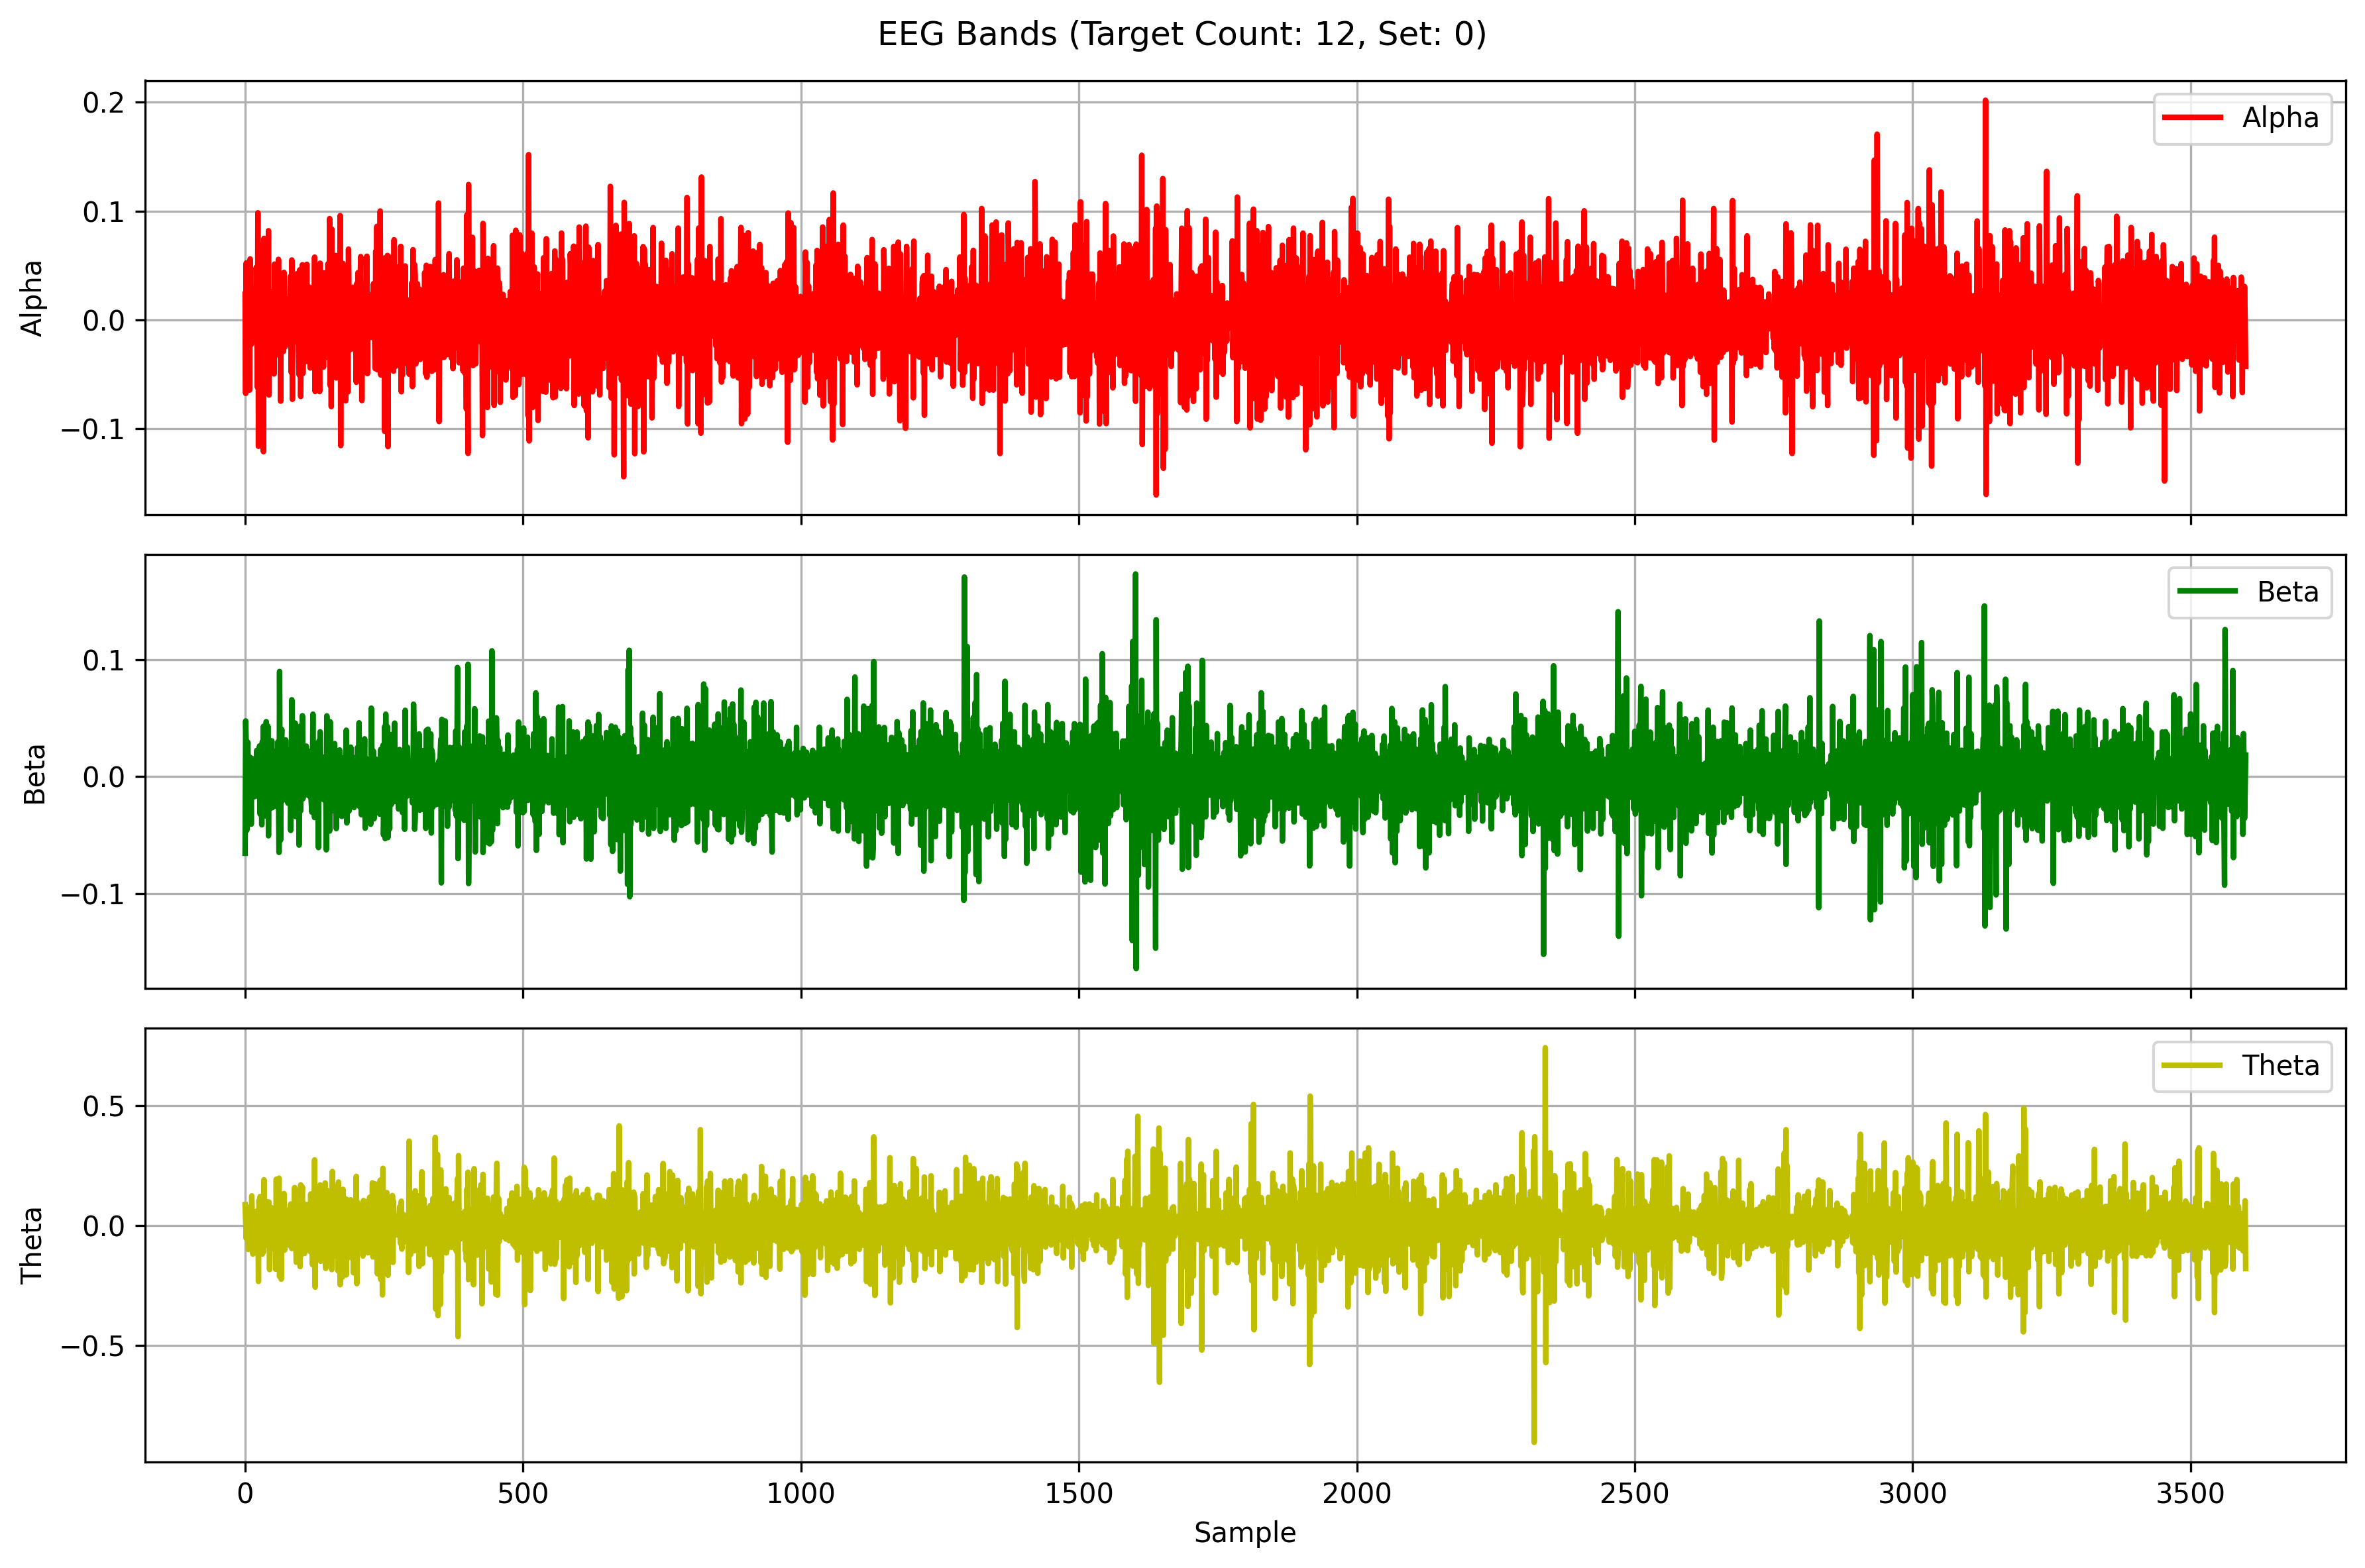 EEG Bands (Target Count: 12, Set: 0)
0.2
0.1
0.0
−0.1
Alpha
Alpha
0.1
0.0
−0.1
Beta
Beta
0.5
0.0
−0.5
Theta
Theta
0 500 1000 1500 2000 2500 3000 3500
Sample